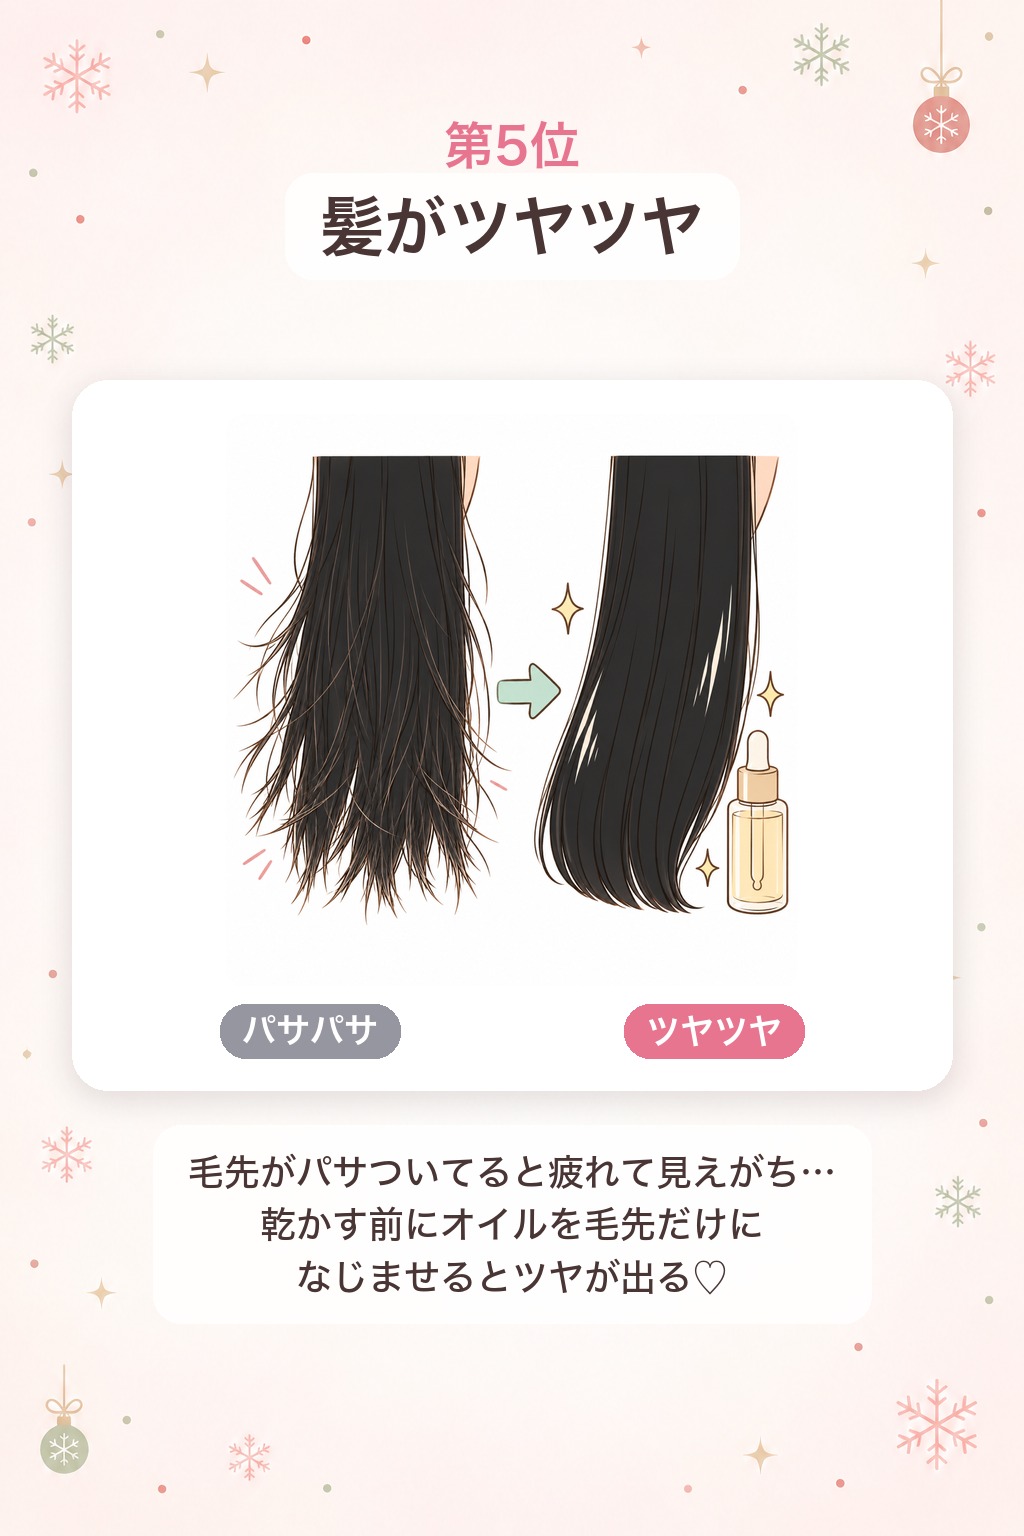 第5位
髪がツヤツヤ
パサパサ
ツヤツヤ
毛先がパサついてると疲れて見えがち…
乾かす前にオイルを毛先だけに
なじませるとツヤが出る♡